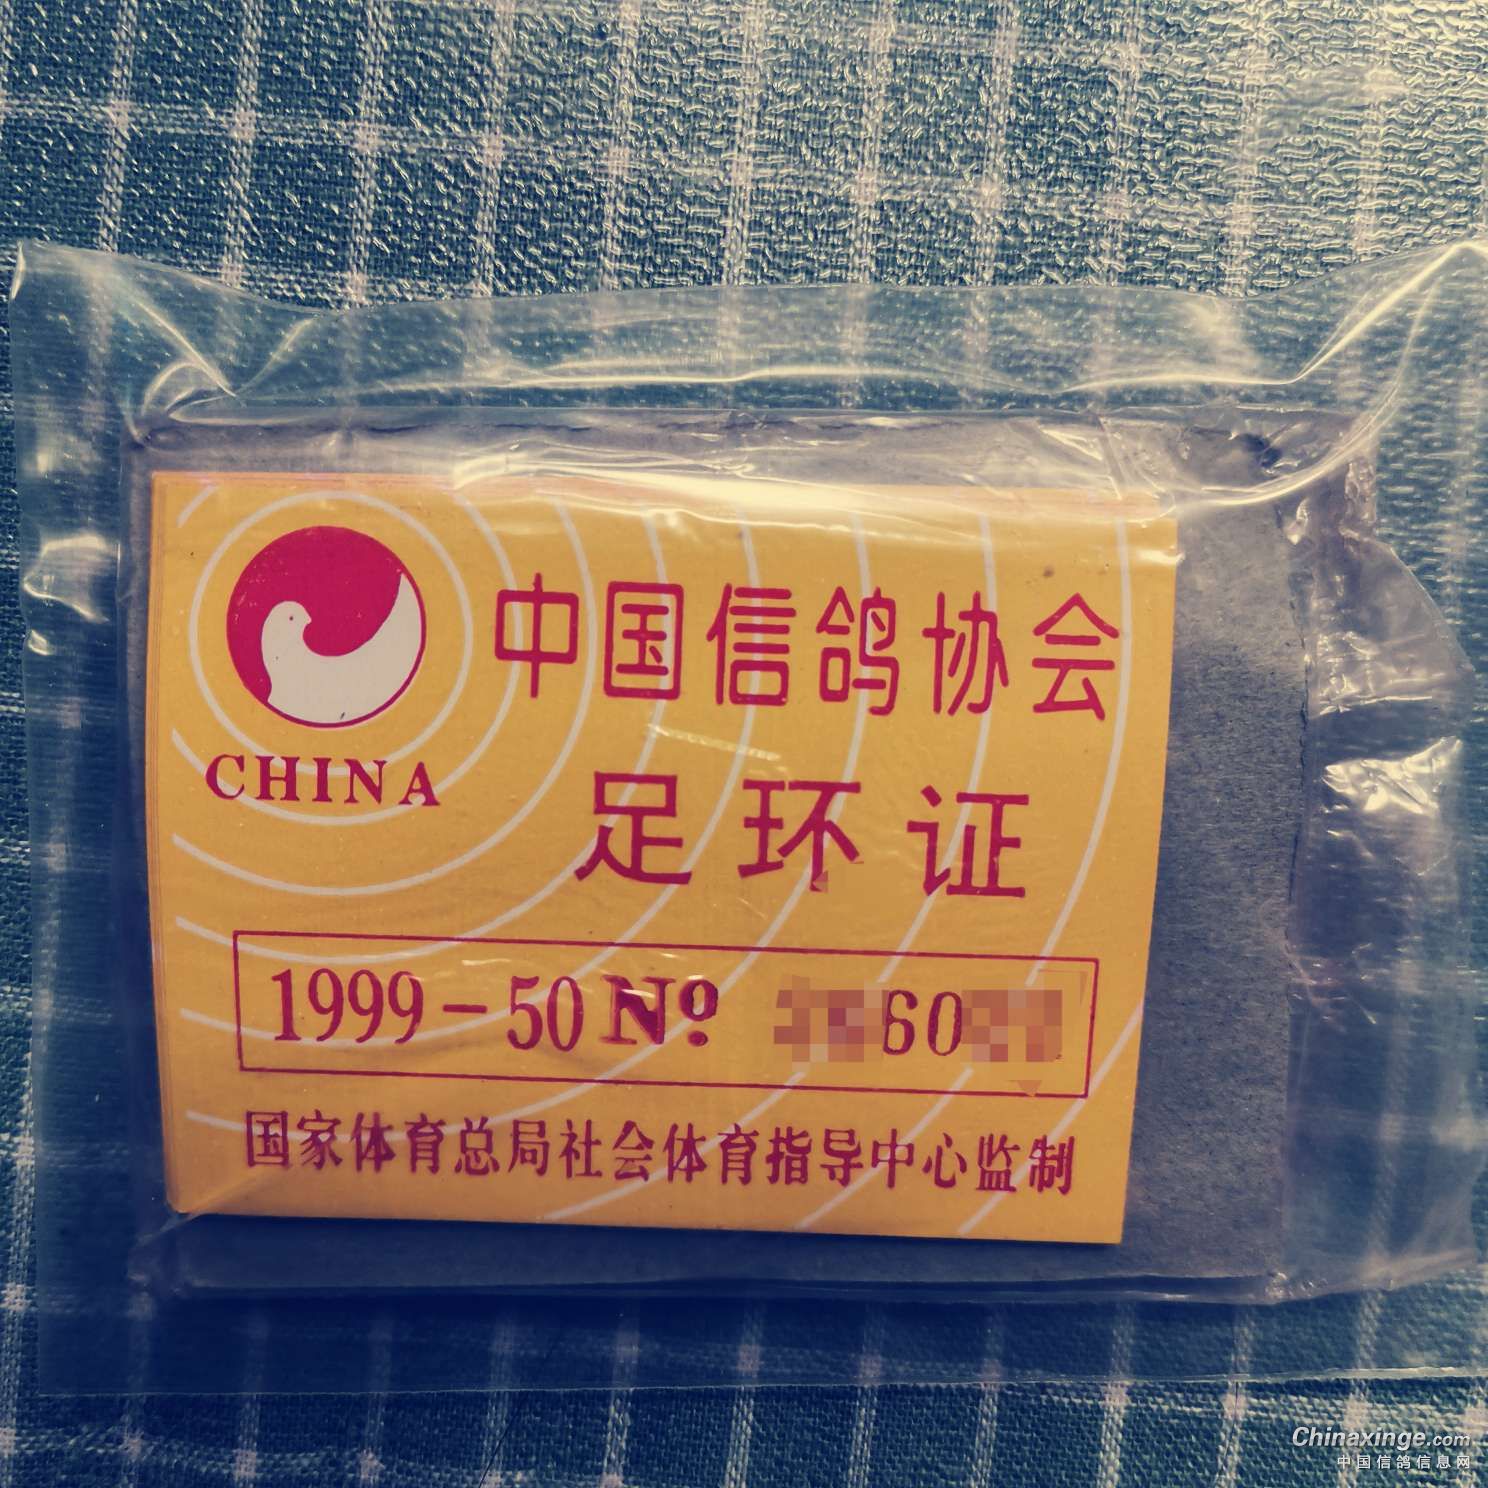 中国信鸽协会
CHINA
足环证
1999-50 Nº 60
国家体育总局社会体育指导中心监制
Chinaxinge.com
中国信鸽信息网